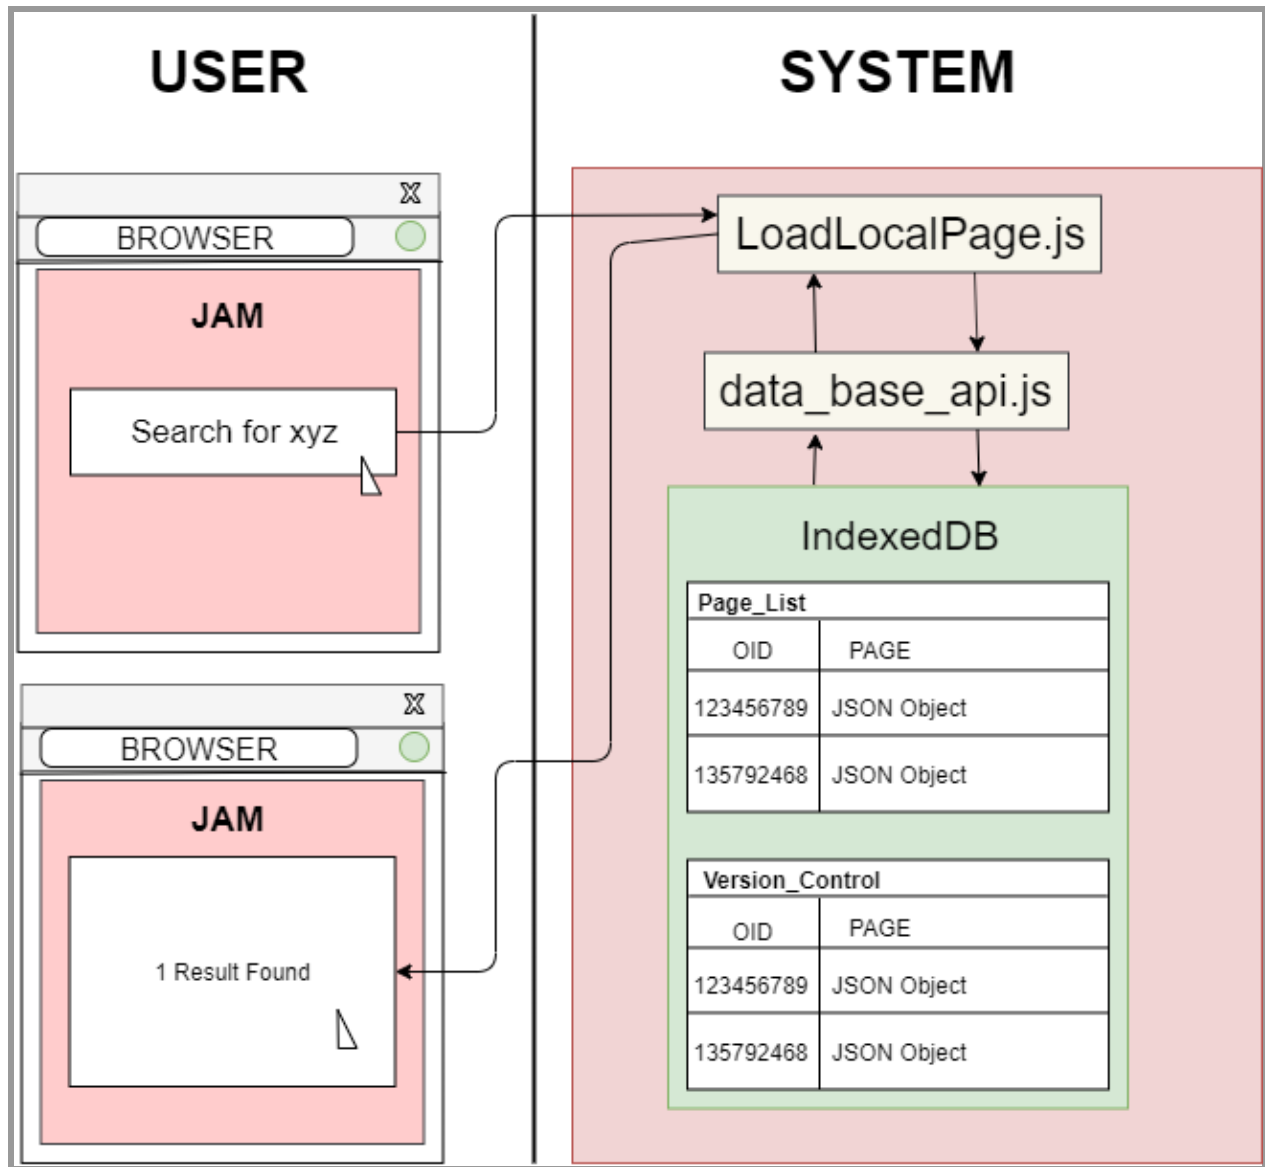 USER
SYSTEM
X
BROWSER
JAM
Search for xyz
X
BROWSER
JAM
1 Result Found
LoadLocalPage.js
data_base_api.js
IndexedDB
Page_List
OID PAGE
123456789 JSON Object
135792468 JSON Object
Version_Control
OID PAGE
123456789 JSON Object
135792468 JSON Object